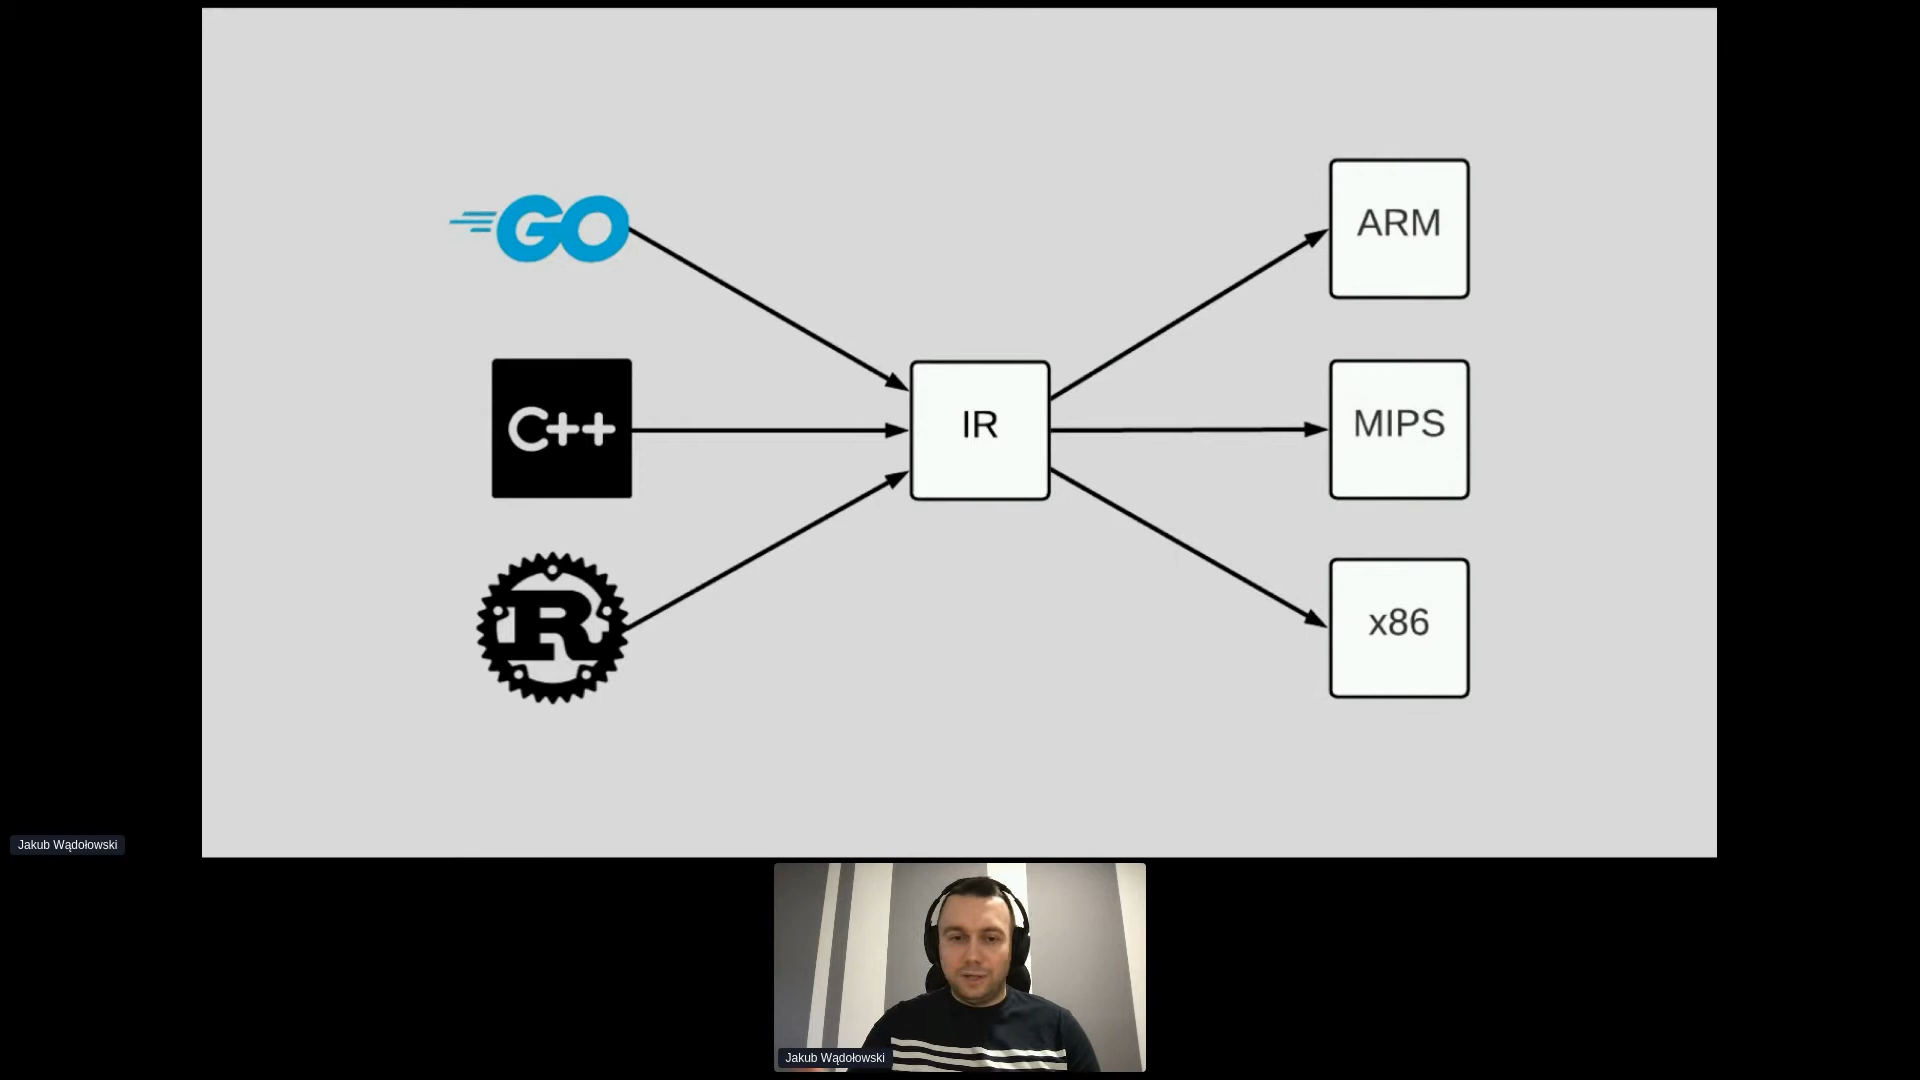 GO
ARM
C++
IR
MIPS
R
x86
Jakub Wądołowski
Jakub Wądołowski